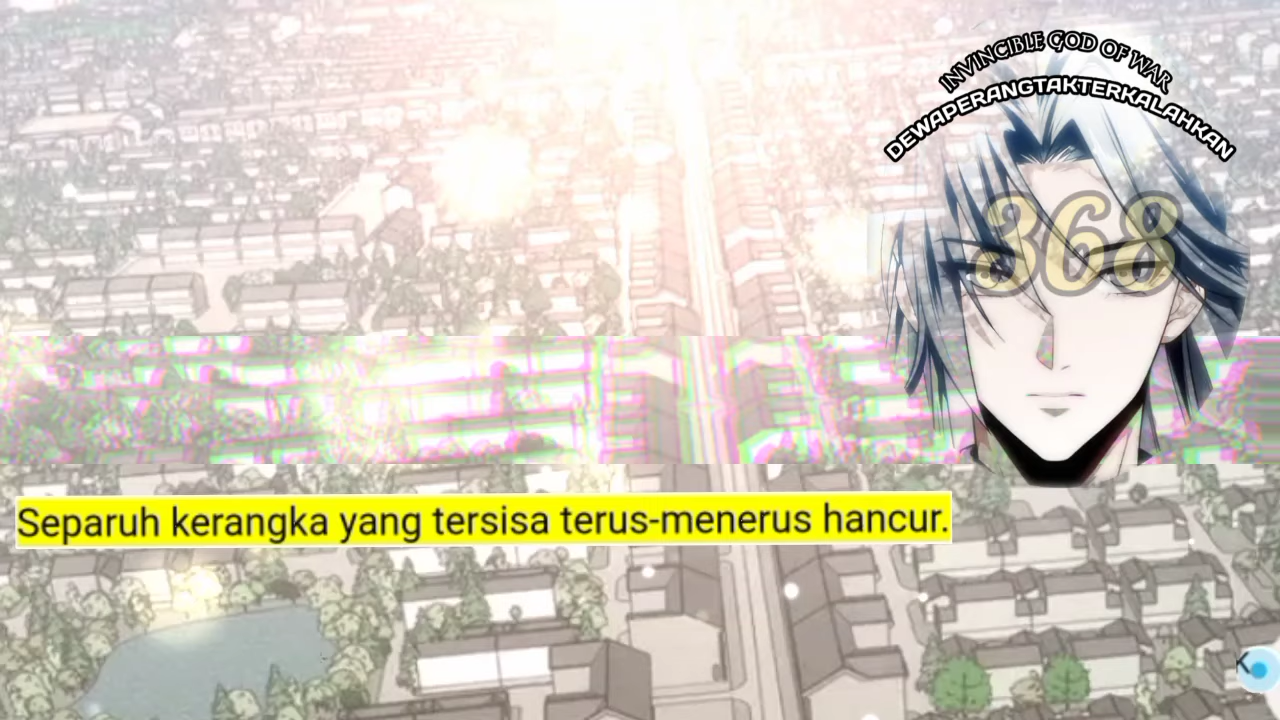 INVINCIBLE GOD OF WAR
DEWAPERANGTAKTERKALAHKAN
368
Separuh kerangka yang tersisa terus-menerus hancur.
K